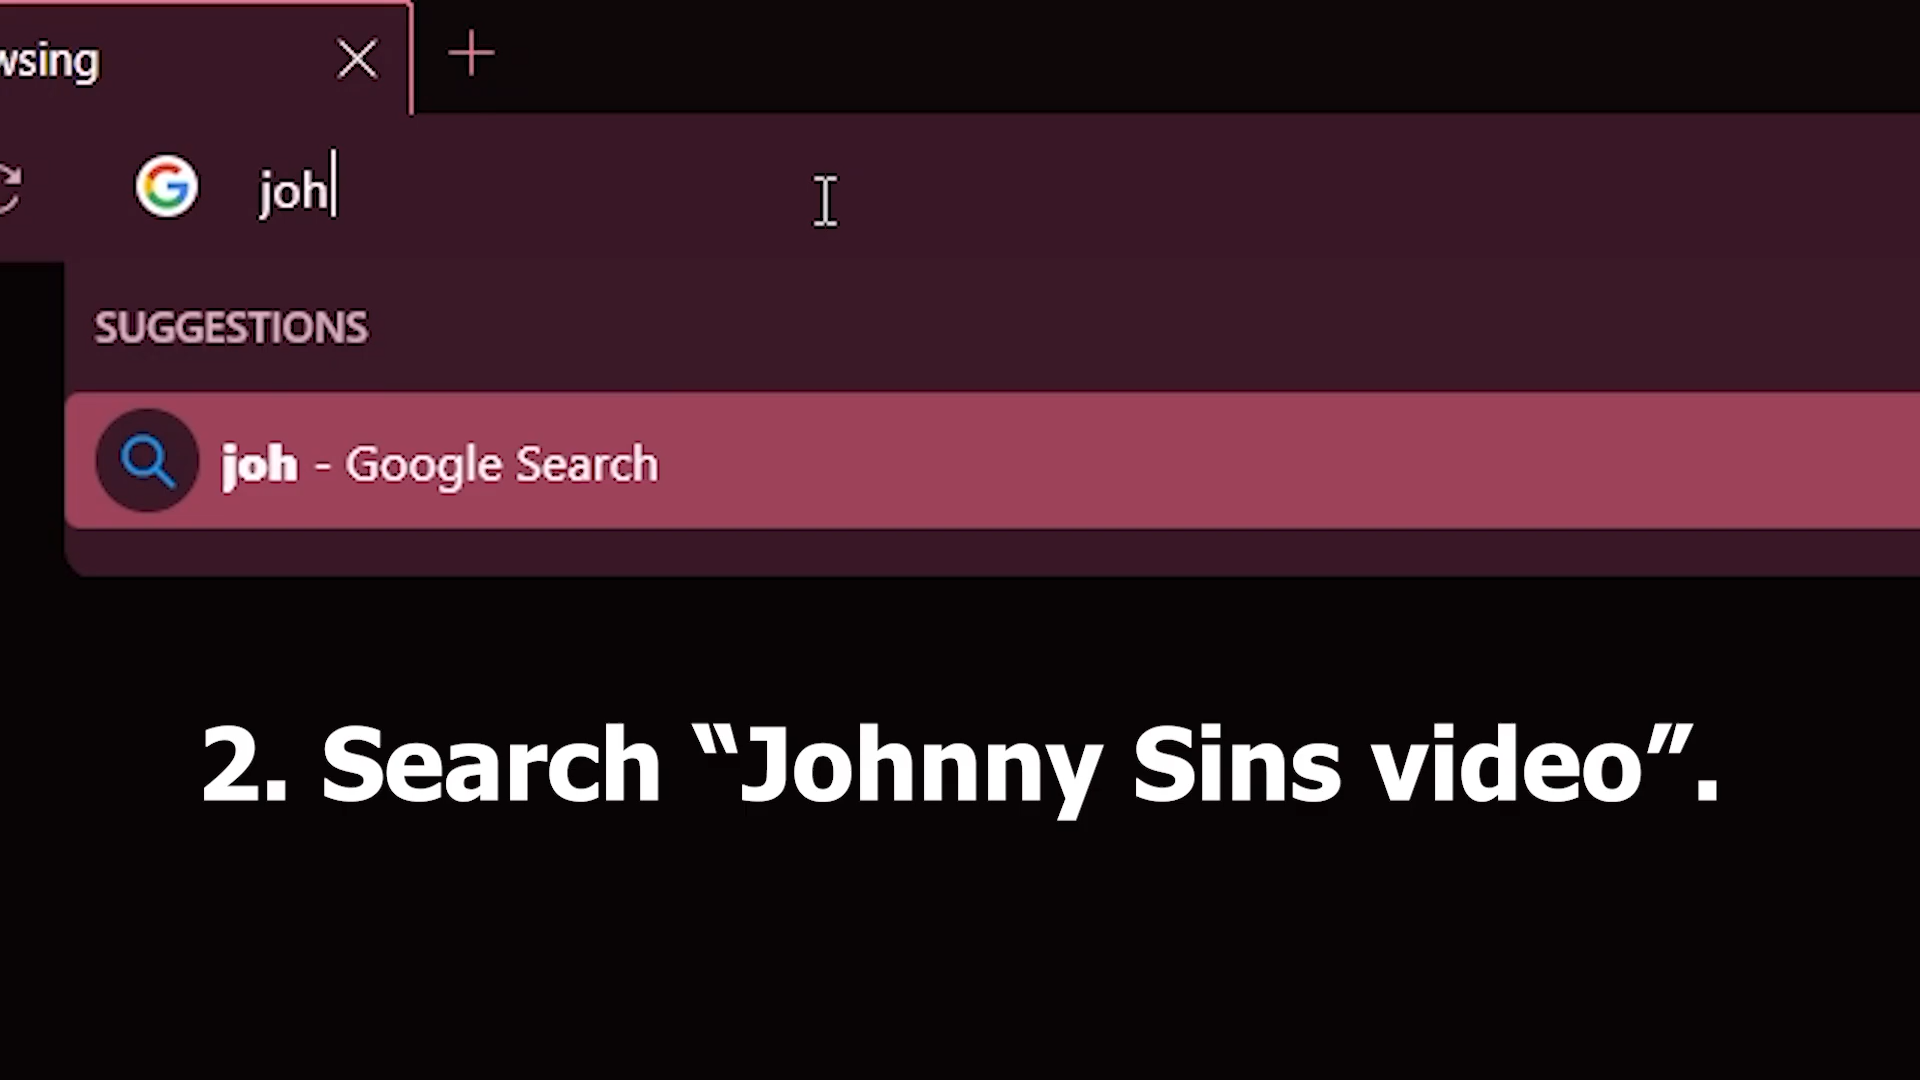 wsing
joh
SUGGESTIONS
joh - Google Search
2. Search “Johnny Sins video”.